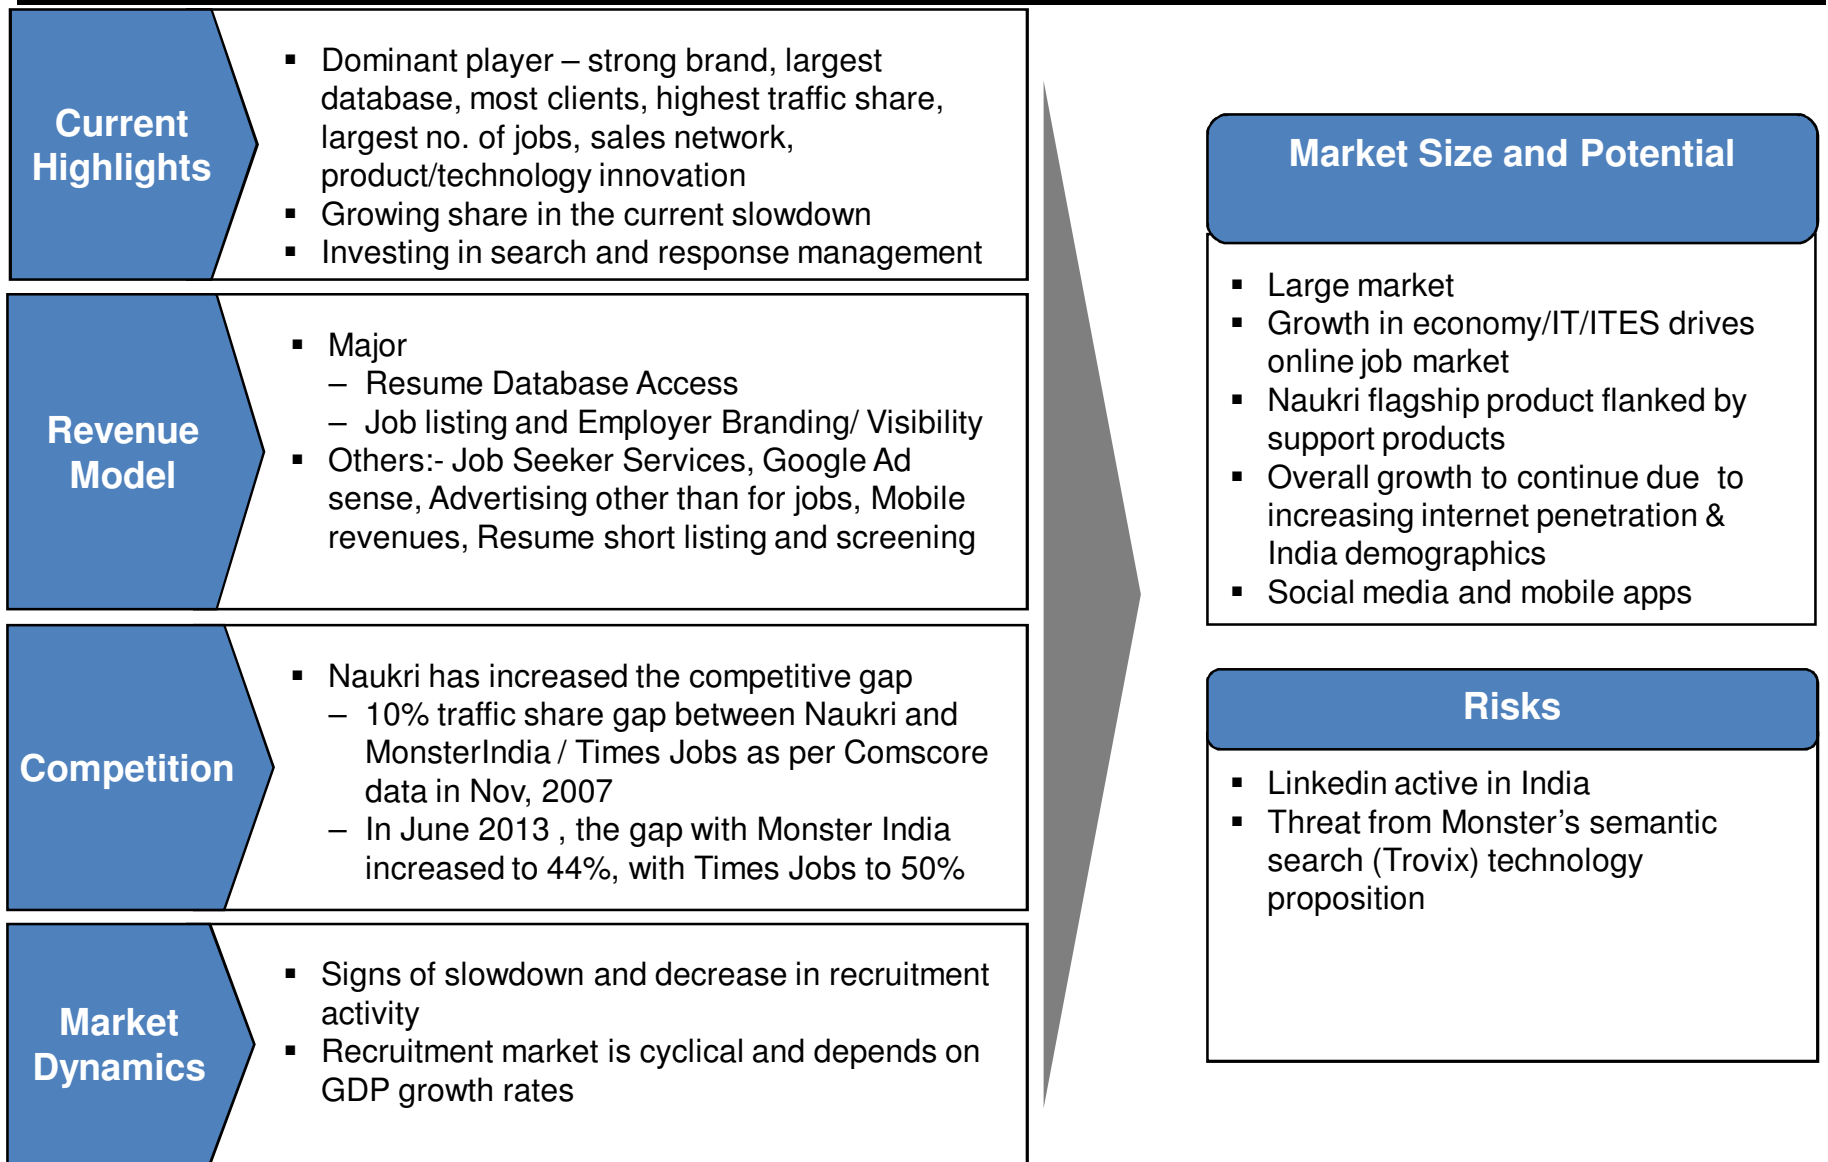 Current
Highlights
▪ Dominant player – strong brand, largest
database, most clients, highest traffic share,
largest no. of jobs, sales network,
product/technology innovation
▪ Growing share in the current slowdown
▪ Investing in search and response management
Revenue
Model
▪ Major
– Resume Database Access
– Job listing and Employer Branding/ Visibility
▪ Others:- Job Seeker Services, Google Ad
sense, Advertising other than for jobs, Mobile
revenues, Resume short listing and screening
Competition
▪ Naukri has increased the competitive gap
– 10% traffic share gap between Naukri and
MonsterIndia / Times Jobs as per Comscore
data in Nov, 2007
– In June 2013 , the gap with Monster India
increased to 44%, with Times Jobs to 50%
Market
Dynamics
▪ Signs of slowdown and decrease in recruitment
activity
▪ Recruitment market is cyclical and depends on
GDP growth rates
Market Size and Potential
▪ Large market
▪ Growth in economy/IT/ITES drives
online job market
▪ Naukri flagship product flanked by
support products
▪ Overall growth to continue due to
increasing internet penetration &
India demographics
▪ Social media and mobile apps
Risks
▪ Linkedin active in India
▪ Threat from Monster’s semantic
search (Trovix) technology
proposition